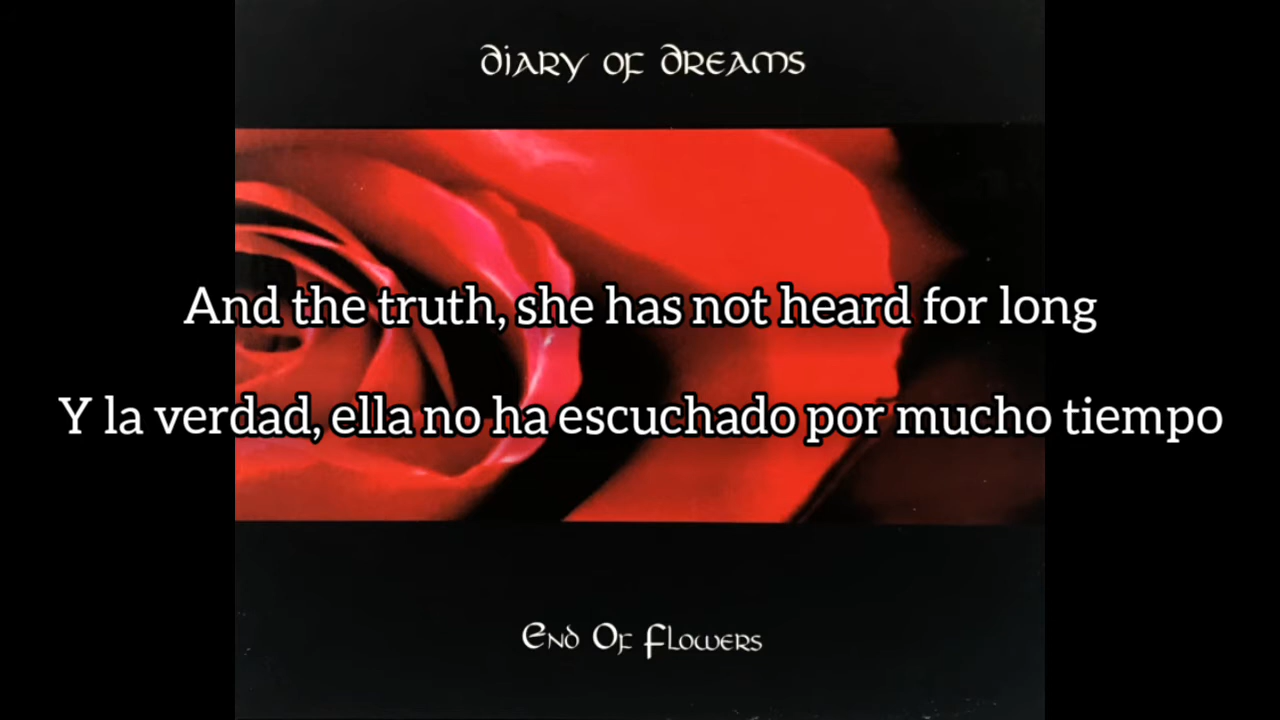 Diary of Dreams
And the truth, she has not heard for long
Y la verdad, ella no ha escuchado por mucho tiempo
End Of Flowers